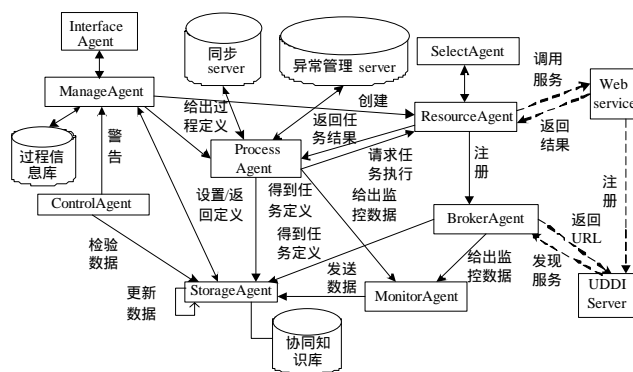 Interface
Agent
同步
server
异常管理 server
SelectAgent
调用
服务
Web
service
ManageAgent
给出过
程定义
创建
返回任
务结果
ResourceAgent
返回
结果
过程信
息库
警
告
Process
Agent
请求任
务执行
注
册
注
册
ControlAgent
设置/返
回定义
得到任
务定义
给出监
控数据
BrokerAgent
返回
URL
检验
数据
得到任
务定义
给出监
控数据
发现
服务
更新
数据
StorageAgent
发送
数据
MonitorAgent
UDDI
Server
协同知
识库